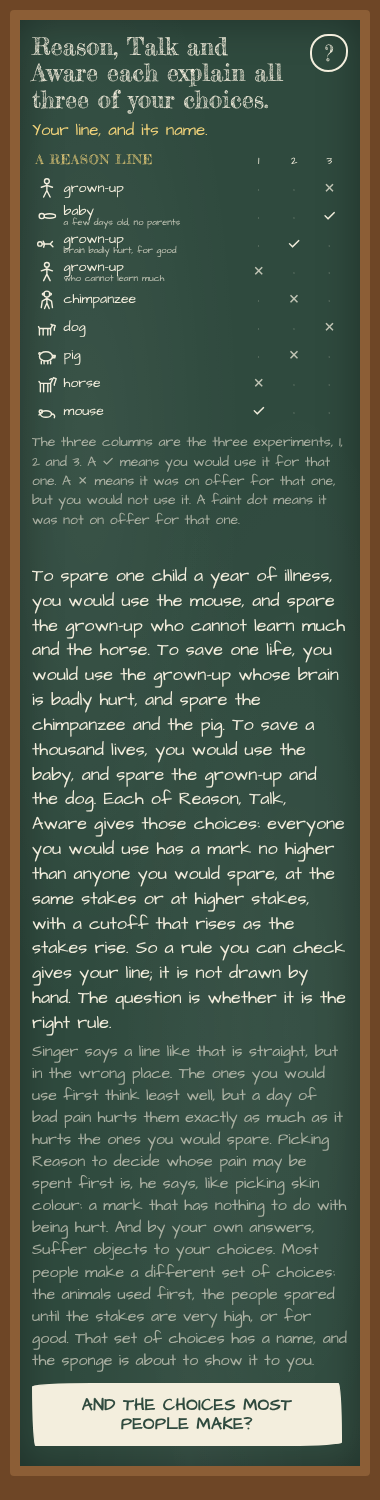 Reason, Talk and
Aware each explain all
three of your choices.
?
Your line, and its name.
A REASON LINE 1 2 3
grown-up · · ×
baby · · ✓
a few days old, no parents
grown-up · ✓ ·
brain badly hurt, for good
grown-up × · ·
who cannot learn much
chimpanzee · × ·
dog · · ×
pig · × ·
horse × · ·
mouse ✓ · ·
The three columns are the three experiments, 1,
2 and 3. A ✓ means you would use it for that
one. A × means it was on offer for that one,
but you would not use it. A faint dot means it
was not on offer for that one.
To spare one child a year of illness,
you would use the mouse, and spare
the grown-up who cannot learn much
and the horse. To save one life, you
would use the grown-up whose brain
is badly hurt, and spare the
chimpanzee and the pig. To save a
thousand lives, you would use the
baby, and spare the grown-up and
the dog. Each of Reason, Talk,
Aware gives those choices: everyone
you would use has a mark no higher
than anyone you would spare, at the
same stakes or at higher stakes,
with a cutoff that rises as the
stakes rise. So a rule you can check
gives your line; it is not drawn by
hand. The question is whether it is the
right rule.
Singer says a line like that is straight, but
in the wrong place. The ones you would
use first think least well, but a day of
bad pain hurts them exactly as much as it
hurts the ones you would spare. Picking
Reason to decide whose pain may be
spent first is, he says, like picking skin
colour: a mark that has nothing to do with
being hurt. And by your own answers,
Suffer objects to your choices. Most
people make a different set of choices:
the animals used first, the people spared
until the stakes are very high, or for
good. That set of choices has a name, and
the sponge is about to show it to you.
AND THE CHOICES MOST
PEOPLE MAKE?